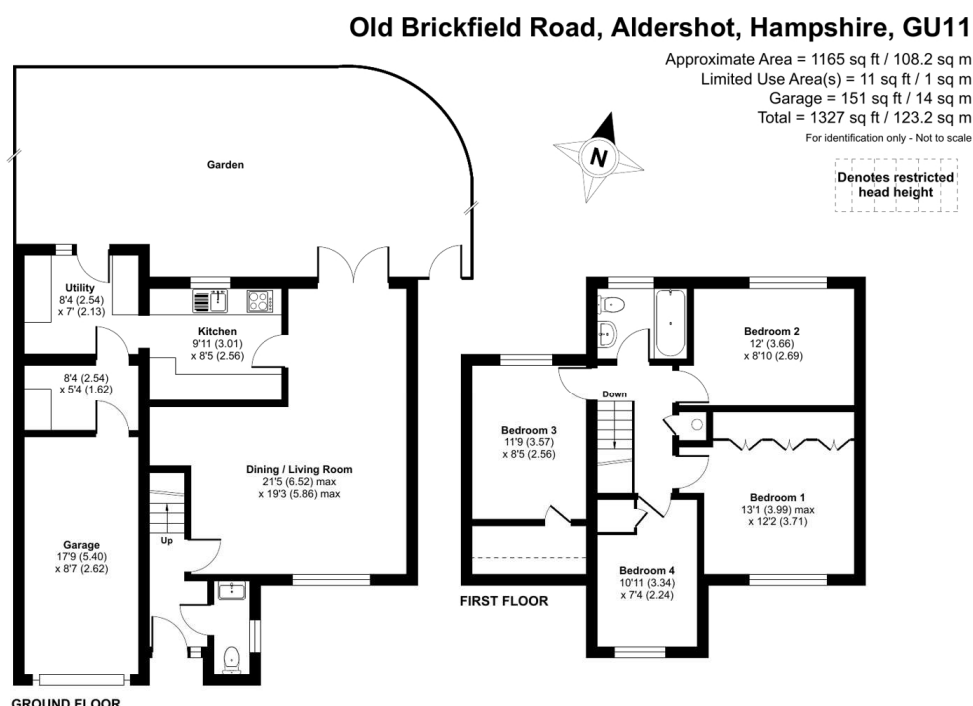 Old Brickfield Road, Aldershot, Hampshire, GU11
Approximate Area = 1165 sq ft / 108.2 sq m
Limited Use Area(s) = 11 sq ft / 1 sq m
Garage = 151 sq ft / 14 sq m
Total = 1327 sq ft / 123.2 sq m
For identification only - Not to scale
N
Denotes restricted
head height
Garden
Utility
8'4 (2.54)
x 7' (2.13)
Kitchen
9'11 (3.01)
x 8'5 (2.56)
8'4 (2.54)
x 5'4 (1.62)
Dining / Living Room
21'5 (6.52) max
x 19'3 (5.86) max
Up
Garage
17'9 (5.40)
x 8'7 (2.62)
GROUND FLOOR
Bedroom 2
12' (3.66)
x 8'10 (2.69)
Down
Bedroom 3
11'9 (3.57)
x 8'5 (2.56)
Bedroom 1
13'1 (3.99) max
x 12'2 (3.71)
Bedroom 4
10'11 (3.34)
x 7'4 (2.24)
FIRST FLOOR